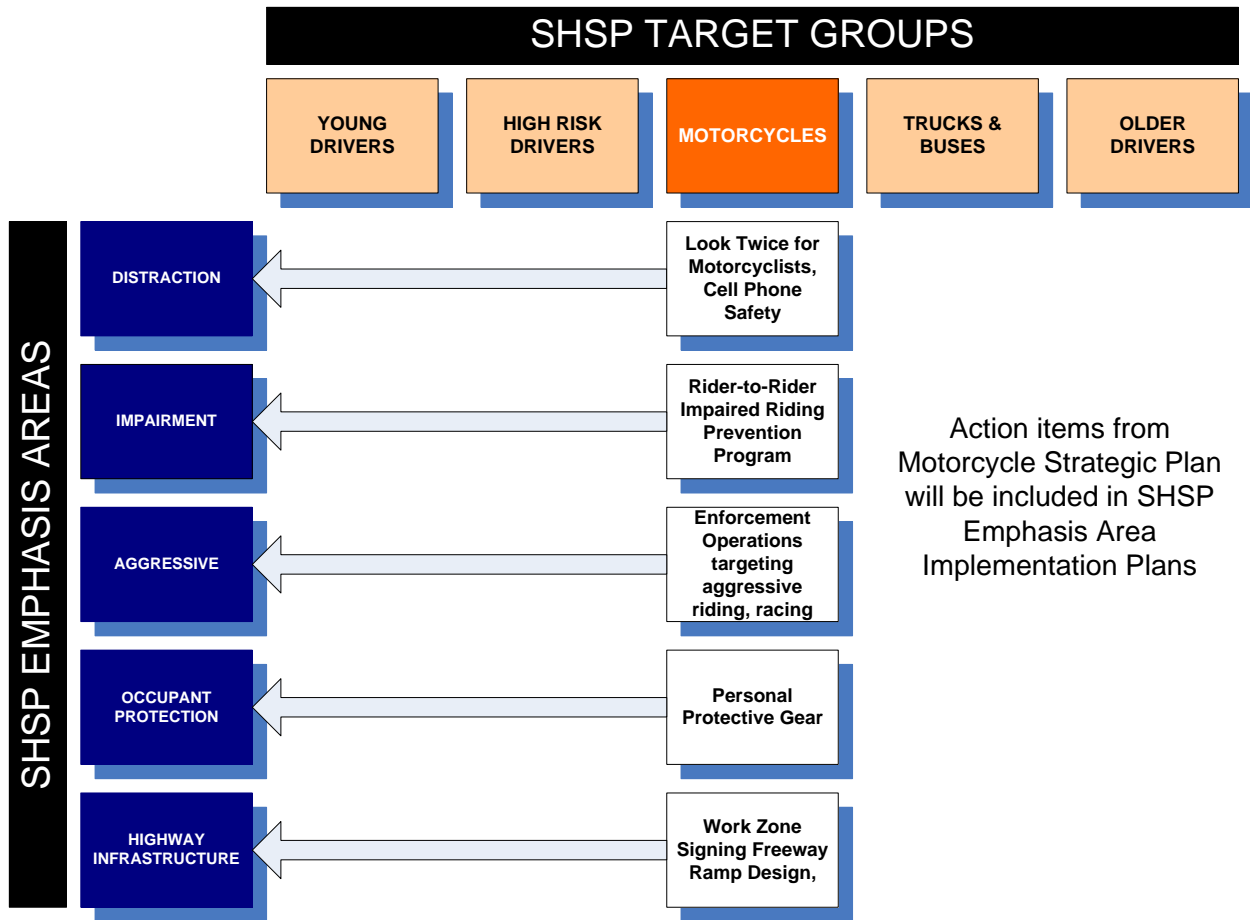 SHSP TARGET GROUPS
YOUNG
DRIVERS
HIGH RISK
DRIVERS
MOTORCYCLES
TRUCKS &
BUSES
OLDER
DRIVERS
SHSP EMPHASIS AREAS
DISTRACTION
Look Twice for
Motorcyclists,
Cell Phone
Safety
IMPAIRMENT
Rider-to-Rider
Impaired Riding
Prevention
Program
AGGRESSIVE
Enforcement
Operations
targeting
aggressive
riding, racing
OCCUPANT
PROTECTION
Personal
Protective Gear
HIGHWAY
INFRASTRUCTURE
Work Zone
Signing Freeway
Ramp Design,
Action items from
Motorcycle Strategic Plan
will be included in SHSP
Emphasis Area
Implementation Plans